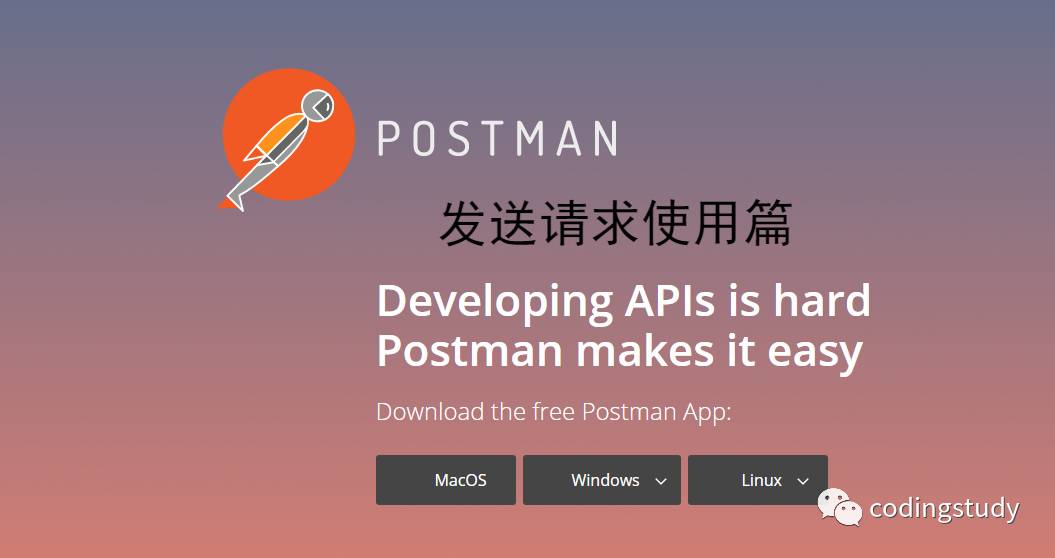 POSTMAN
发送请求使用篇
Developing APIs is hard
Postman makes it easy
Download the free Postman App:
MacOS Windows Linux
codingstudy